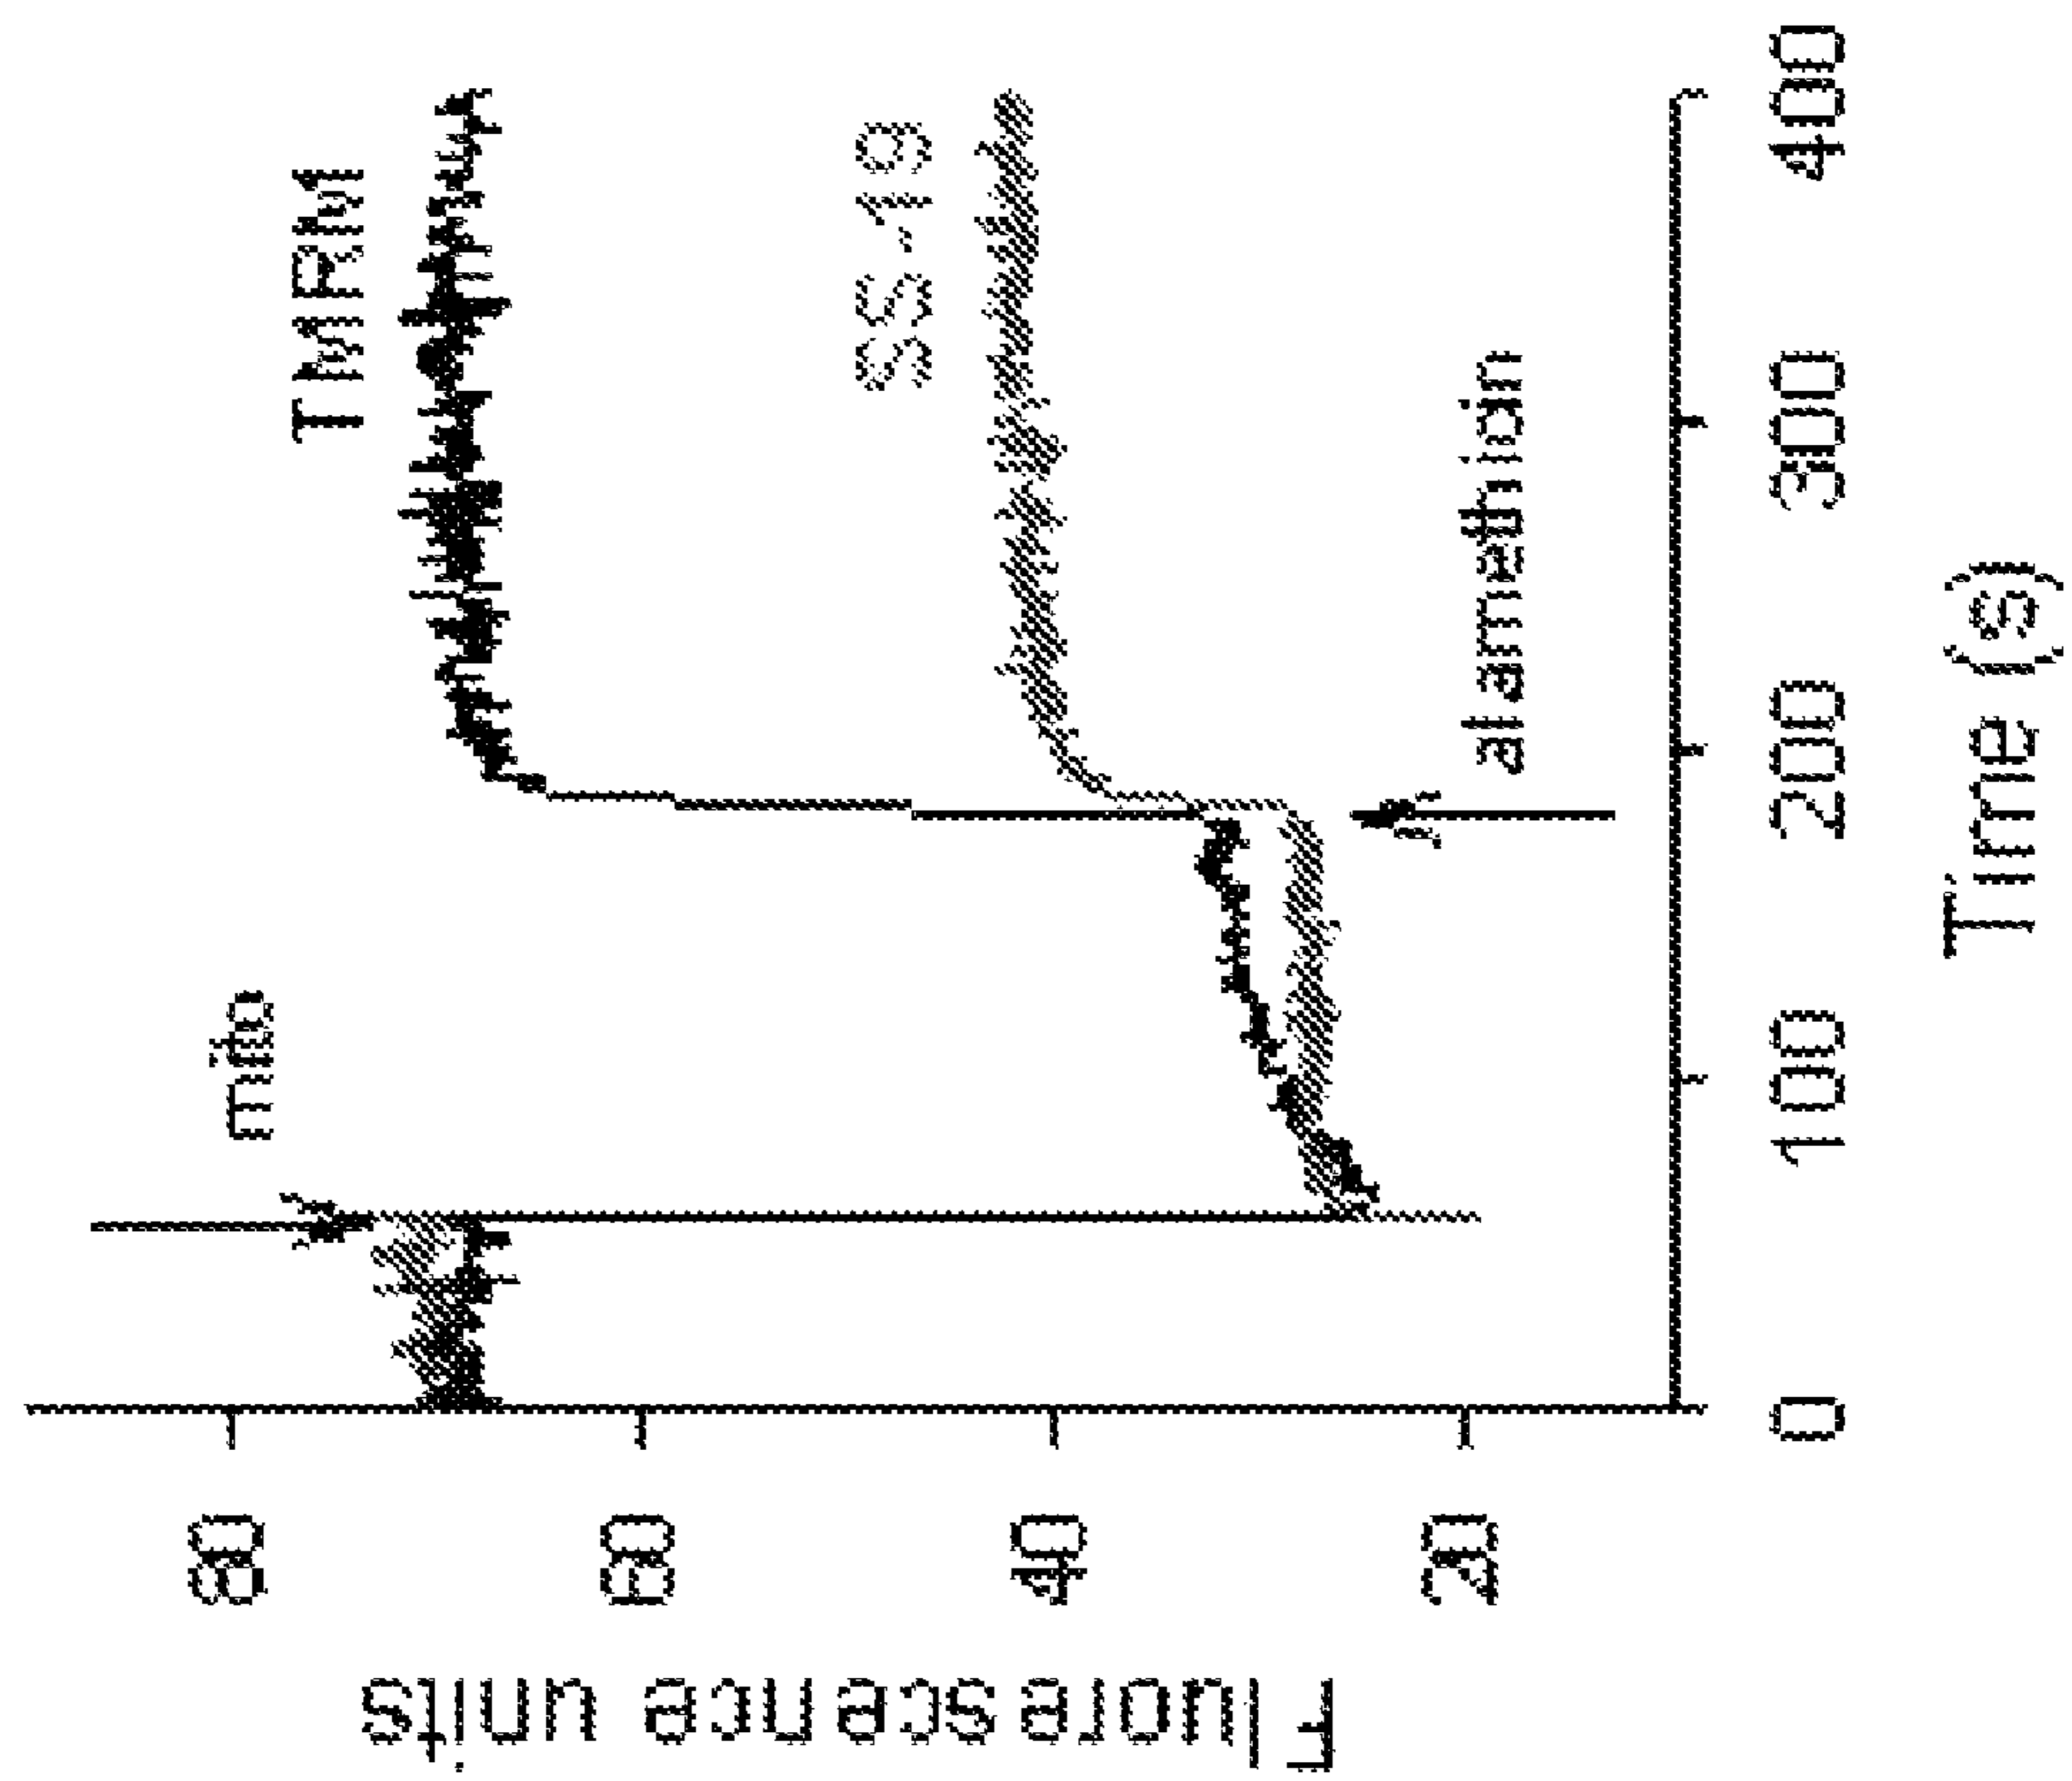 mito
TMRM
SS-19
alamethicin
80
60
40
20
0
100
200
300
400
Time (s)
Fluorescence units